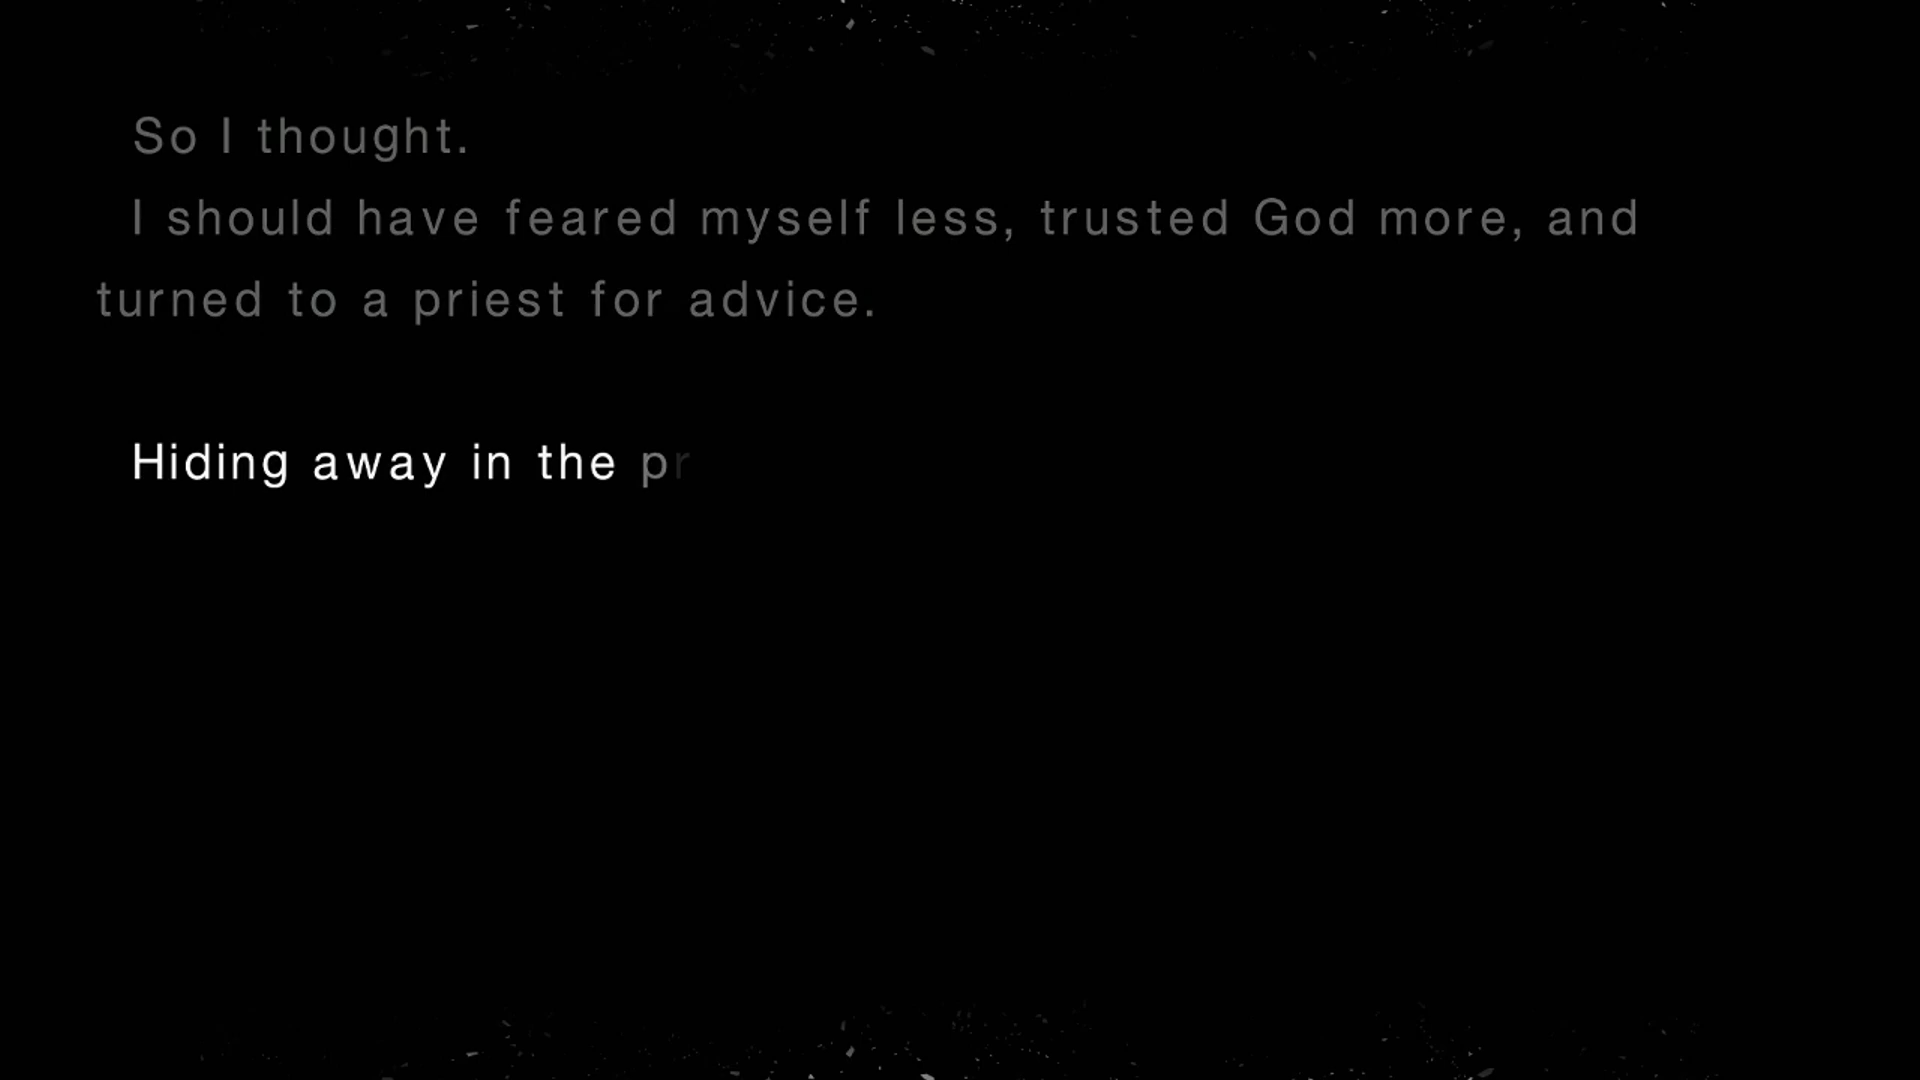 So I thought.
I should have feared myself less, trusted God more, and
turned to a priest for advice.
Hiding away in the pr